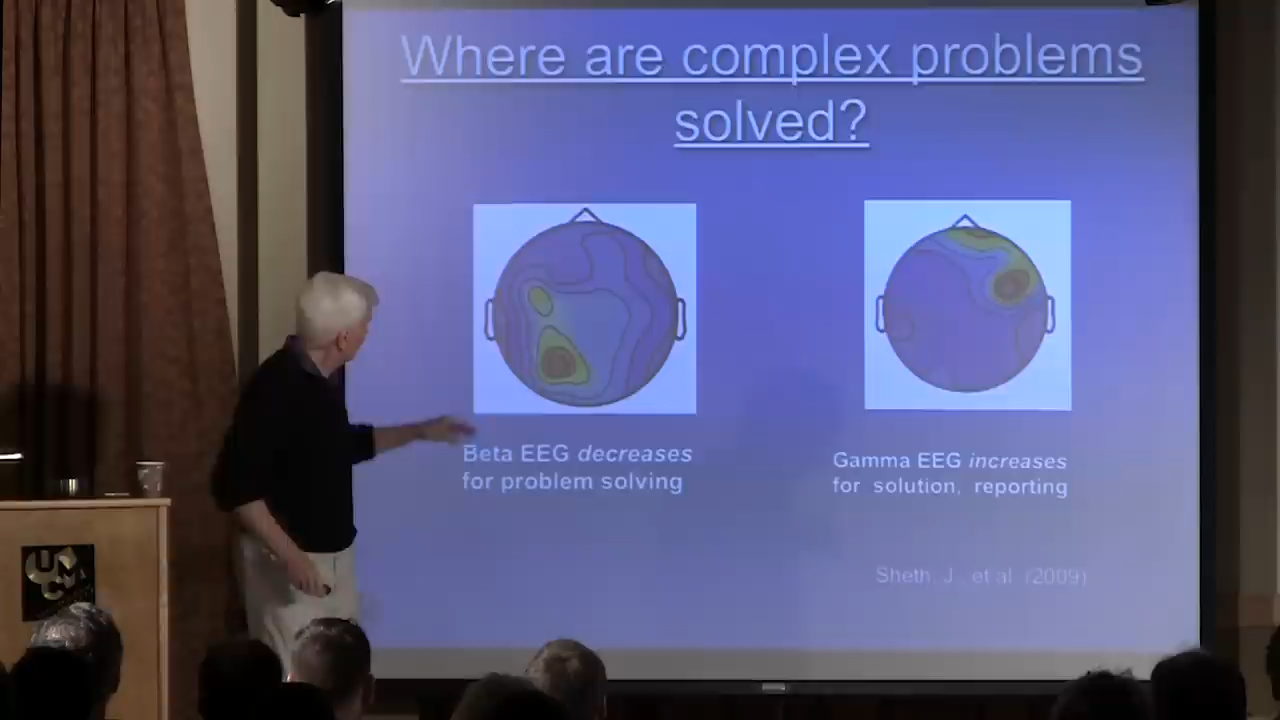 Where are complex problems
solved?
Beta EEG decreases
for problem solving
Gamma EEG increases
for solution, reporting
Sheth, J., et al. (2009)
UMC